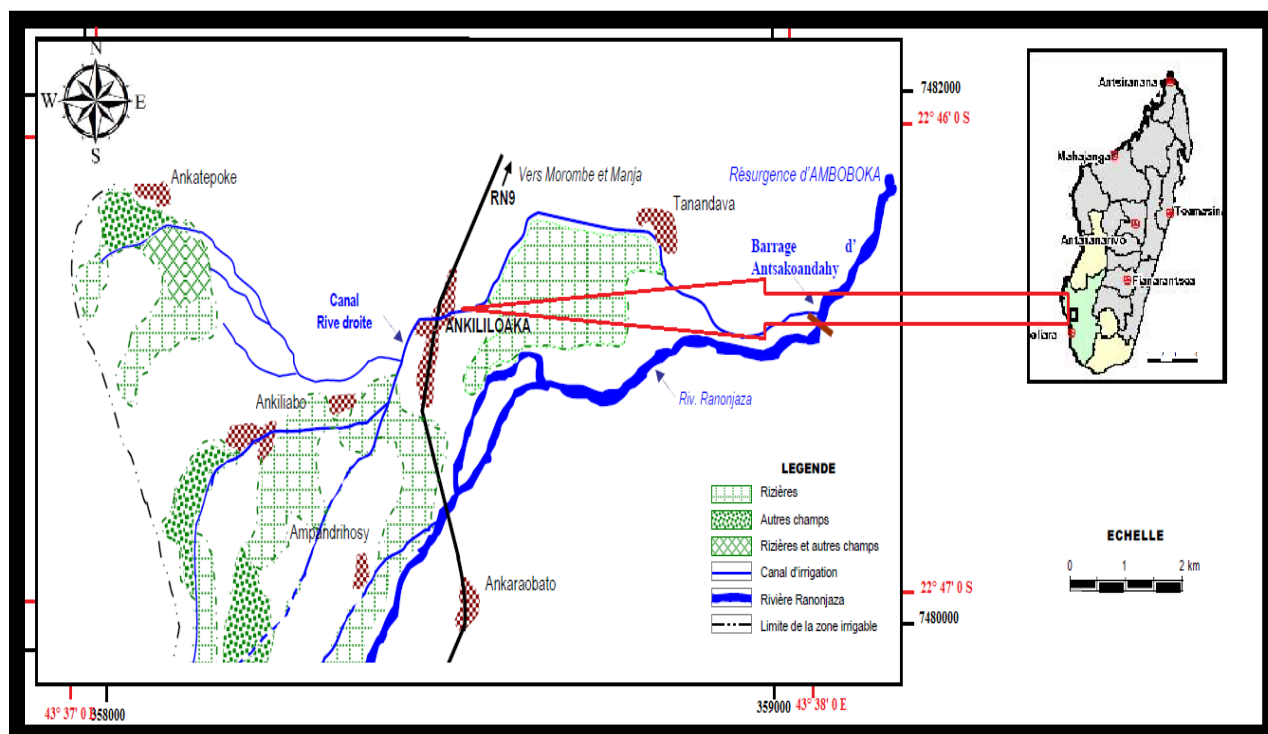 N
W E
S
7482000
22° 46' 0 S
Antsiranana
Mahajanga
Antananarivo
Fianarantsoa
oliara
Ankatepoke
Vers Morombe et Manja
RN9
Résurgence d'AMBOBOKA
Tanandava
Barrage d'
Antsakoandahy
Canal
Rive droite
ANKILILOAKA
Riv. Ranonjaza
Ankiliabo
Ampandrihosy
Ankaraobato
LEGENDE
Rizières
Autres champs
Rizières et autres champs
Canal d'irrigation
Rivière Ranonjaza
Limite de la zone irrigable
ECHELLE
0 1 2 km
22° 47' 0 S
7480000
43° 37' 0 E
358000
359000
43° 38' 0 E